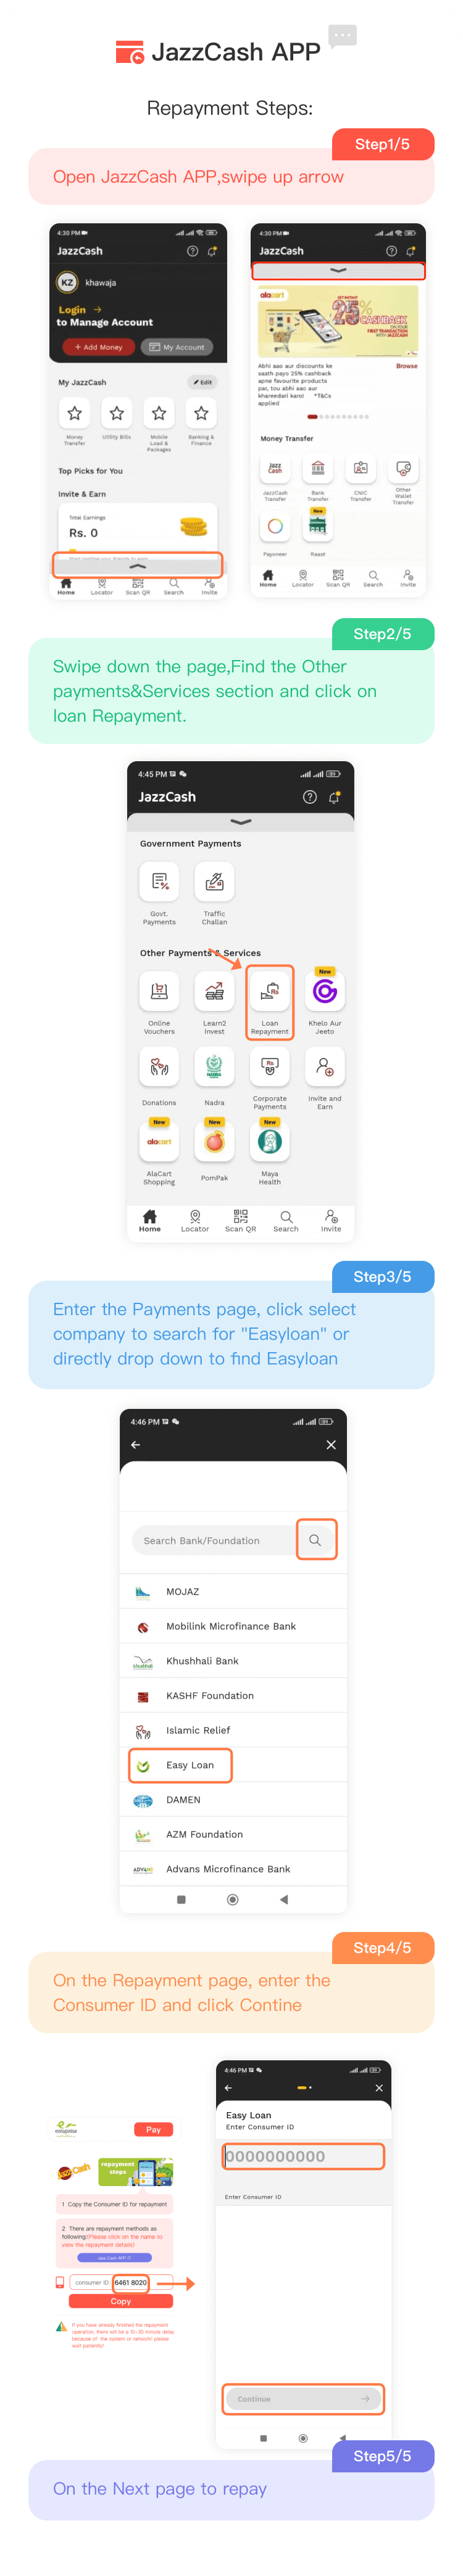 JazzCash APP
Repayment Steps:
Step1/5
Open JazzCash APP,swipe up arrow
4:30 PM
JazzCash
KZ khawaja
Login →
to Manage Account
+ Add Money
My Account
My JazzCash
Edit
Money Transfer
Utility Bills
Mobile Load & Packages
Banking & Finance
Top Picks for You
Invite & Earn
Total Earnings
Rs. 0
Home Locator Scan QR Search Invite
4:30 PM
JazzCash
alacart
GET INSTANT
25% CASHBACK
ON YOUR
FIRST TRANSACTION
WITH JAZZCASH
Abhi aao aur discounts ke
saath payo 25% cashback
apne favourite products
par, tou abhi aao aur
khareedari karo! *T&Cs
applied
Browse
Money Transfer
Jazz Cash
JazzCash Transfer
Bank Transfer
CNIC Transfer
Other Wallet Transfer
New
Payoneer
Raast
Home Locator Scan QR Search Invite
Step2/5
Swipe down the page,Find the Other
payments&Services section and click on
loan Repayment.
4:45 PM
JazzCash
Government Payments
Govt. Payments
Traffic Challan
Other Payments & Services
New
Online Vouchers
Learn2 Invest
Loan Repayment
Khelo Aur Jeeto
Donations
NADRA
Nadra
Corporate Payments
Invite and Earn
New
New
New
alacart
AlaCart Shopping
PomPak
Maya Health
Home Locator Scan QR Search Invite
Step3/5
Enter the Payments page, click select
company to search for "Easyloan" or
directly drop down to find Easyloan
4:46 PM
Search Bank/Foundation
MOJAZ
Mobilink Microfinance Bank
Khushhali Bank
KASHF Foundation
Islamic Relief
Easy Loan
DAMEN
AZM Foundation
Advans Microfinance Bank
Step4/5
On the Repayment page, enter the
Consumer ID and click Contine
easypaisa
Pay
Jazz Cash
repayment
steps
1 Copy the Consumer ID for repayment
2 There are repayment methods as
following!(Please click on the name to
view the repayment details)
Jazz Cash APP
consumer ID 6461 8020
Copy
If you have already finished the repayment
operation, there will be a 10-30 minute delay
because of the system or network! please
wait patiently!
4:46 PM
Easy Loan
Enter Consumer ID
0000000000
Enter Consumer ID
Continue →
Step5/5
On the Next page to repay